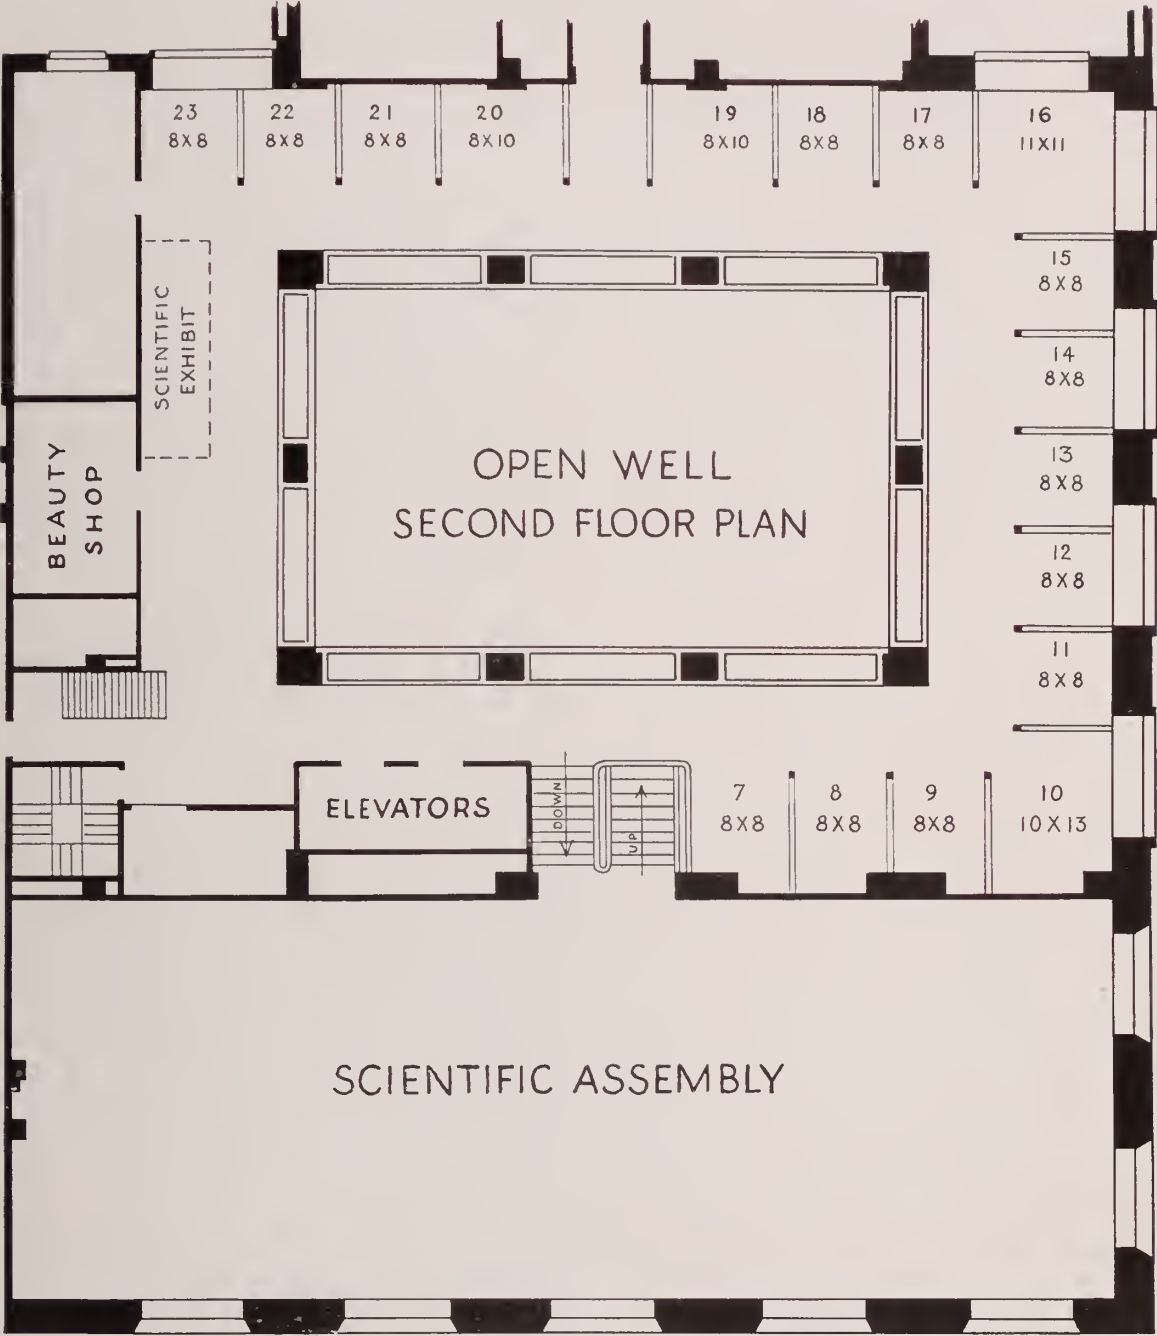 23
8X8
22
8X8
21
8X8
20
8X10
19
8X10
18
8X8
17
8X8
16
11X11
15
8X8
14
8X8
13
8X8
12
8X8
11
8X8
SCIENTIFIC
EXHIBIT
BEAUTY
SHOP
OPEN WELL
SECOND FLOOR PLAN
ELEVATORS
DOWN
UP
7
8X8
8
8X8
9
8X8
10
10X13
SCIENTIFIC ASSEMBLY